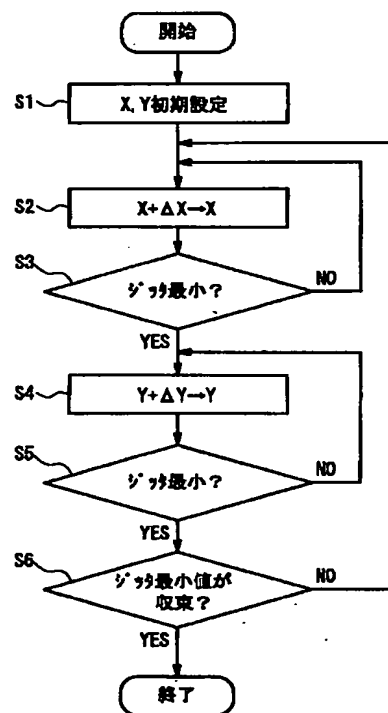 開始
S1
X,Y初期設定
S2
X+ΔX→X
S3
ｼﾞｯﾀ最小？
NO
YES
S4
Y+ΔY→Y
S5
ｼﾞｯﾀ最小？
NO
YES
S6
ｼﾞｯﾀ最小値が
収束？
NO
YES
終了